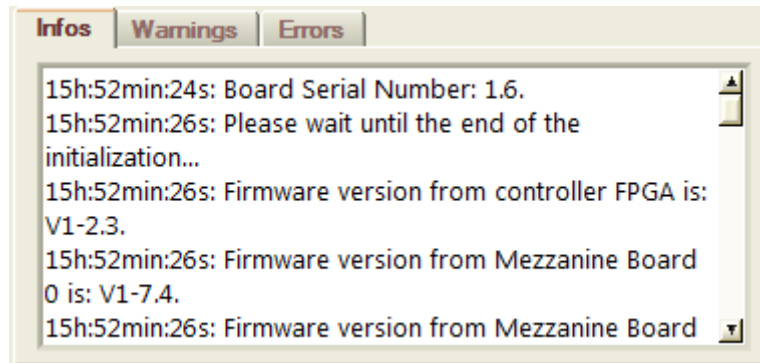 Infos Warnings Errors
15h:52min:24s: Board Serial Number: 1.6.
15h:52min:26s: Please wait until the end of the
initialization...
15h:52min:26s: Firmware version from controller FPGA is:
V1-2.3.
15h:52min:26s: Firmware version from Mezzanine Board
0 is: V1-7.4.
15h:52min:26s: Firmware version from Mezzanine Board